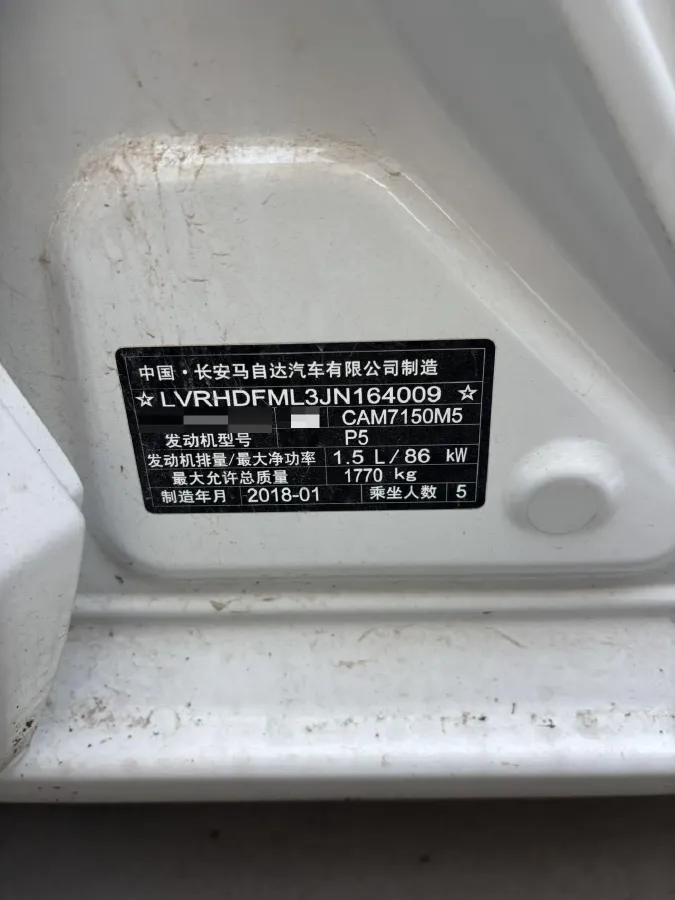 中国·长安马自达汽车有限公司制造
☆LVRHDFML3JN164009☆
CAM7150M5
发动机型号 P5
发动机排量/最大净功率 1.5 L/86 kW
最大允许总质量 1770 kg
制造年月 2018-01 乘坐人数 5